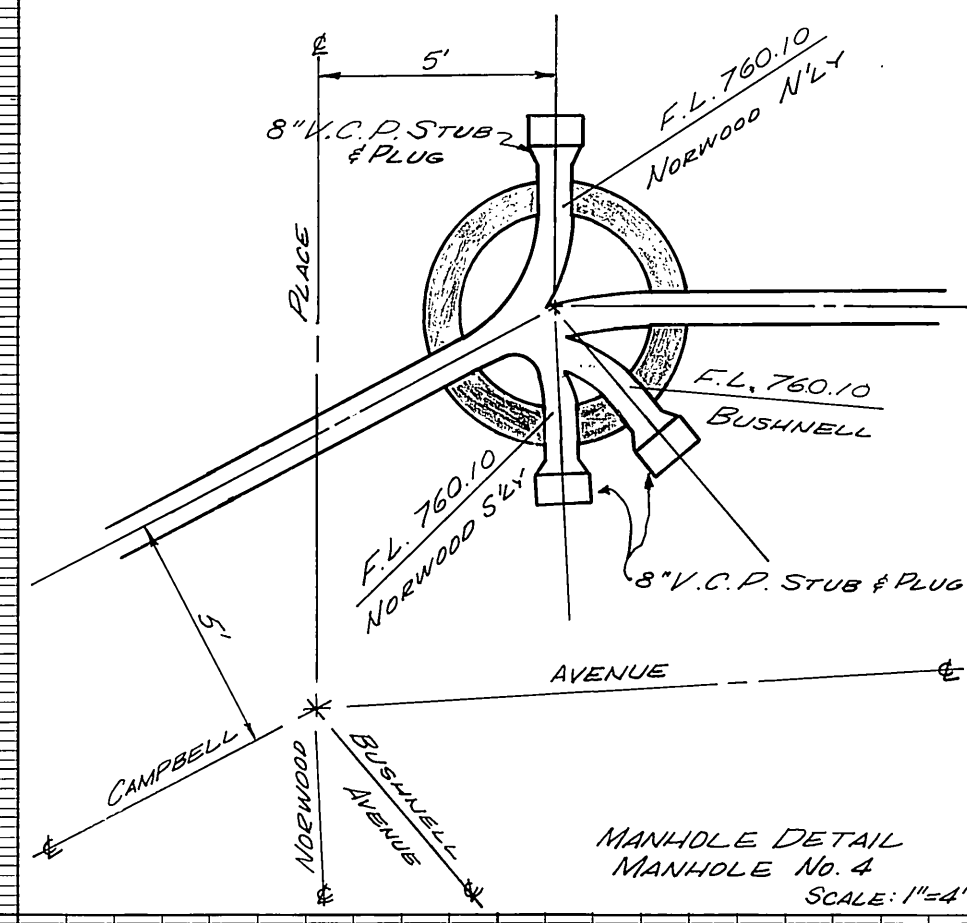 ℄
5'
F.L. 760.10
NORWOOD N'LY
8" V.C.P. STUB
& PLUG
PLACE
F.L. 760.10
BUSHNELL
F.L. 760.10
NORWOOD S'LY
8" V.C.P. STUB & PLUG
5'
AVENUE
℄
CAMPBELL
NORWOOD
BUSHNELL
AVENUE
℄
℄
℄
MANHOLE DETAIL
MANHOLE No. 4
SCALE: 1"=4'